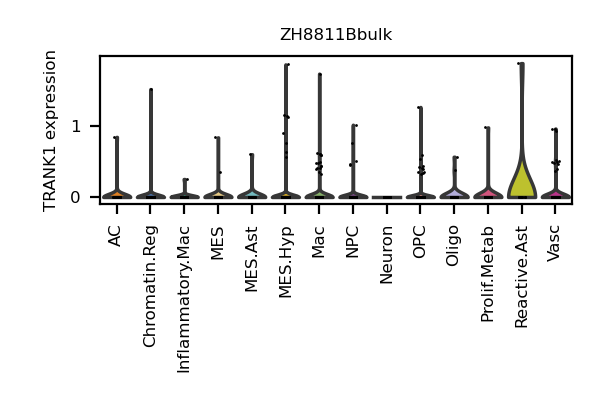 ZH8811Bbulk
TRANK1 expression
1
0
AC
Chromatin.Reg
Inflammatory.Mac
MES
MES.Ast
MES.Hyp
Mac
NPC
Neuron
OPC
Oligo
Prolif.Metab
Reactive.Ast
Vasc